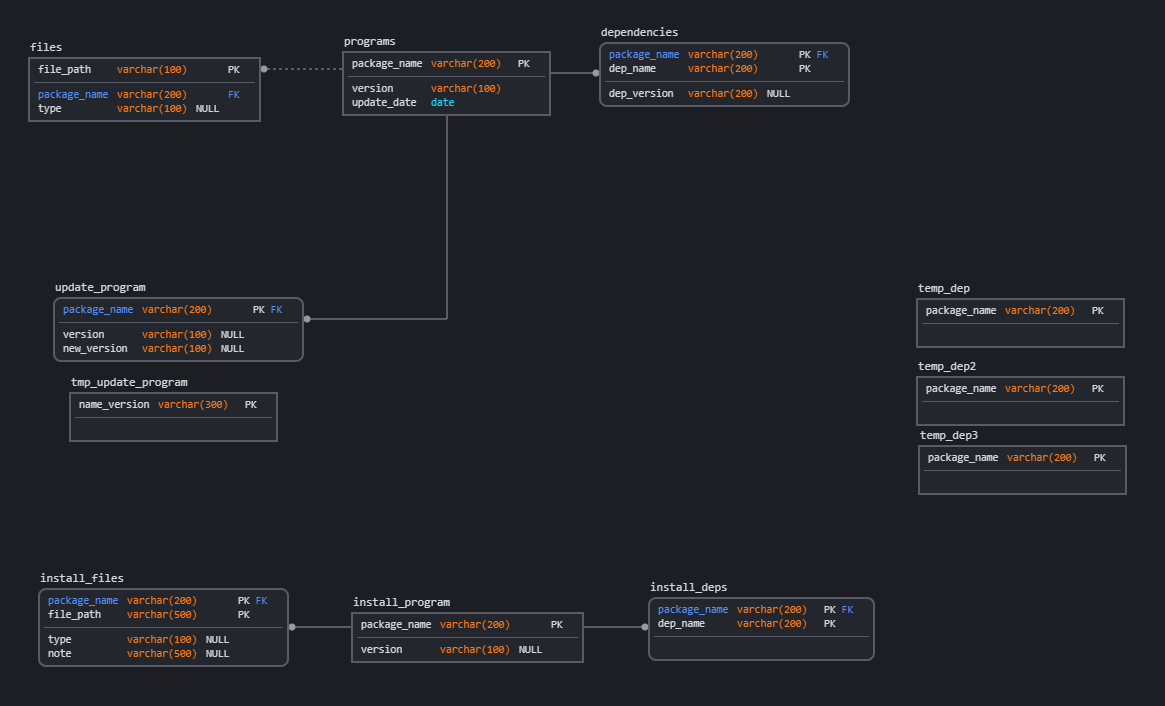 files
file_path varchar(100) PK
package_name varchar(200) FK
type varchar(100) NULL
programs
package_name varchar(200) PK
version varchar(100)
update_date date
dependencies
package_name varchar(200) PK FK
dep_name varchar(200) PK
dep_version varchar(200) NULL
update_program
package_name varchar(200) PK FK
version varchar(100) NULL
new_version varchar(100) NULL
tmp_update_program
name_version varchar(300) PK
temp_dep
package_name varchar(200) PK
temp_dep2
package_name varchar(200) PK
temp_dep3
package_name varchar(200) PK
install_files
package_name varchar(200) PK FK
file_path varchar(500) PK
type varchar(100) NULL
note varchar(500) NULL
install_program
package_name varchar(200) PK
version varchar(100) NULL
install_deps
package_name varchar(200) PK FK
dep_name varchar(200) PK